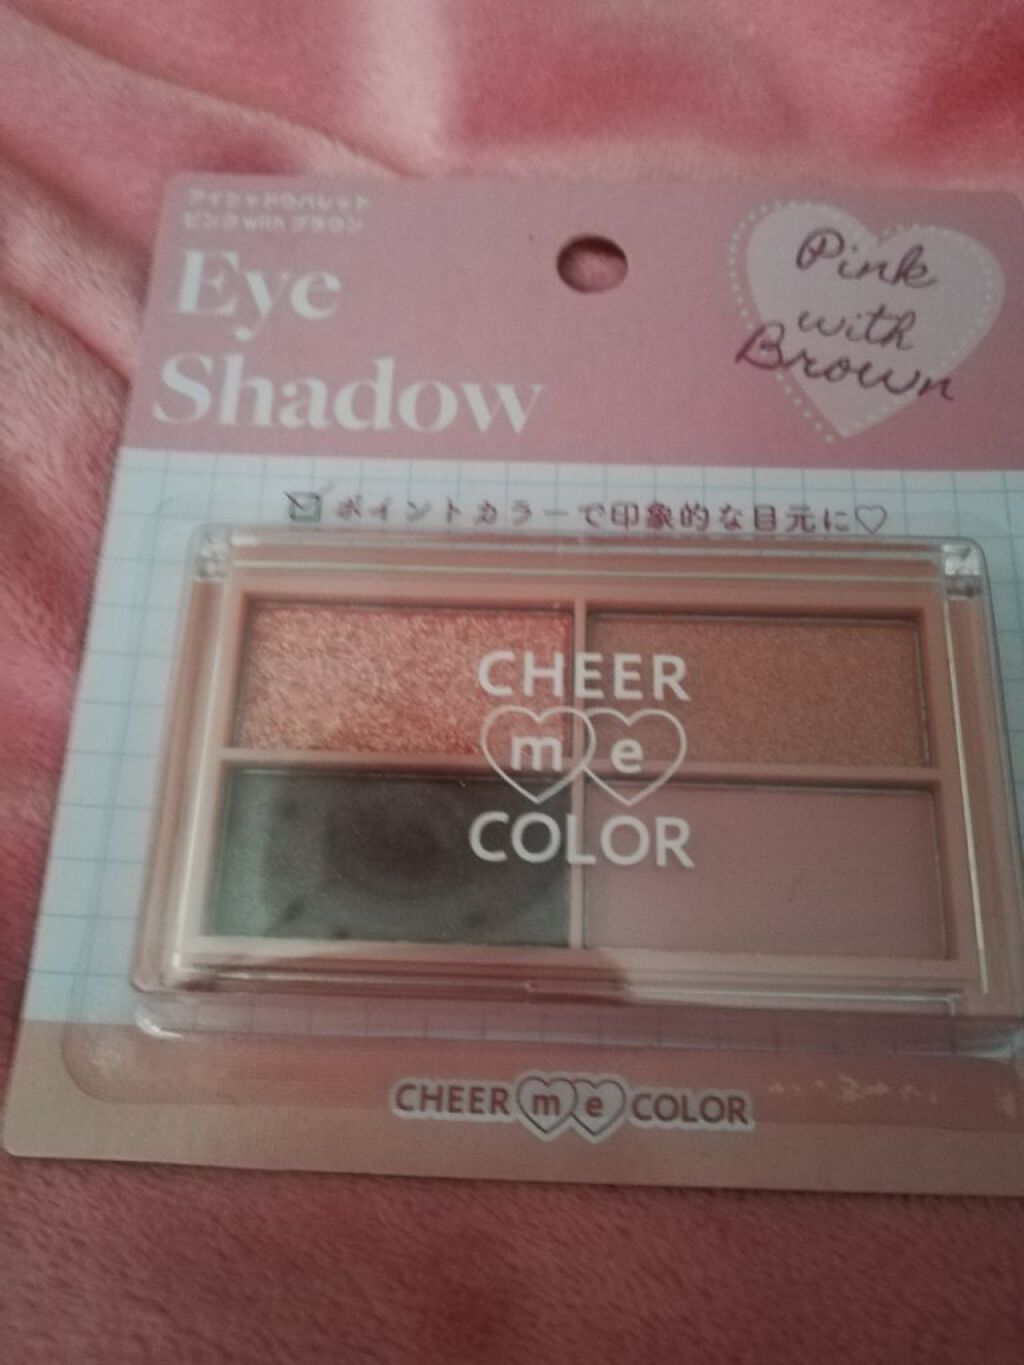 アイシャドウパレット
ピンク with ブラウン
Eye
Shadow
Pink
with
Brown
ポイントカラーで印象的な目元に♡
CHEER
me
COLOR
CHEER me COLOR